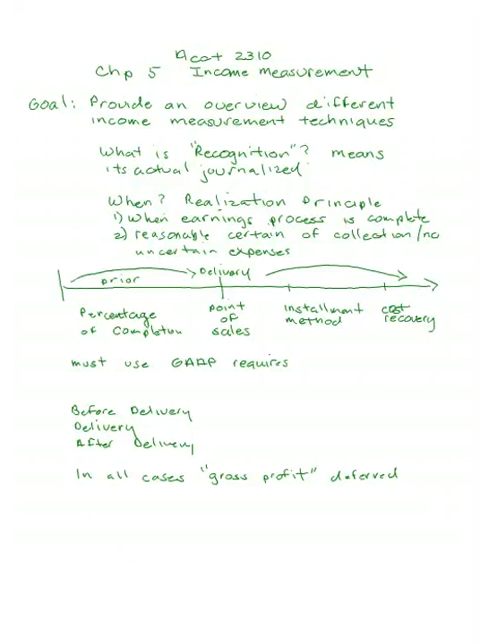 Acct 2310
Chp 5 Income Measurement
Goal: Provide an overview different
income measurement techniques
What is "Recognition"? means
its actual journalized
When? Realization Principle
1) When earnings process is complete
2) reasonable certain of collection/no
uncertain expenses
prior Delivery
Percentage of Completion
point of sales
installment method
cost recovery
must use GAAP requires
Before Delivery
Delivery
After Delivery
In all cases "gross profit" deferred